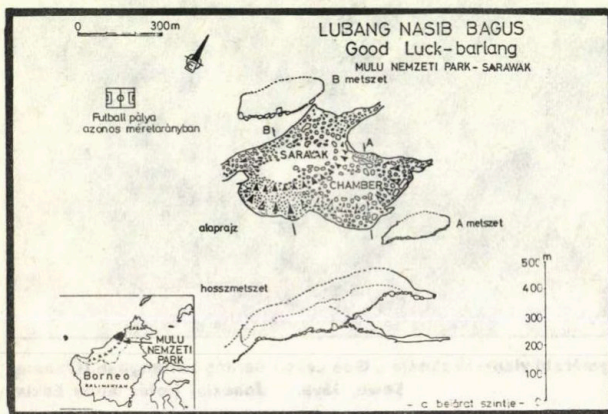 0 300m
LUBANG NASIB BAGUS
Good Luck-barlang
MULU NEMZETI PARK - SARAWAK
B metszet
Futball pálya
azonos méretarányban
B
A
SARAWAK
CHAMBER
alaprajz
A metszet
hosszmetszet
500 m
400
300
200
100
0
- a bejárat szintje -
MULU
NEMZETI
PARK
Borneo
KALIMANTAN